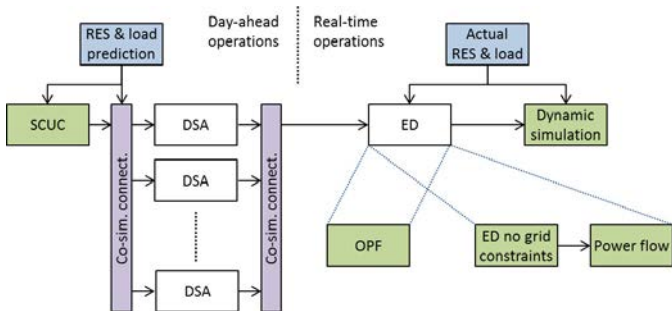 RES & load
prediction
Day-ahead
operations
Real-time
operations
Actual
RES & load
SCUC
Co-sim. connect.
DSA
DSA
DSA
Co-sim. connect.
ED
Dynamic
simulation
OPF
ED no grid
constraints
Power flow